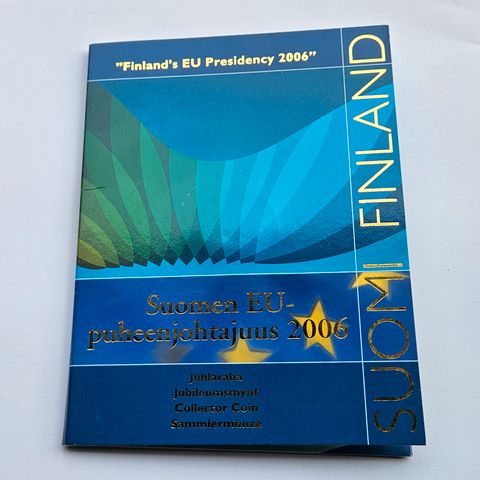 "Finland's EU Presidency 2006"
SUOMI FINLAND
Suomen EU-
puheenjohtajuus 2006
Juhlaraha
Jubileumsmynt
Collector Coin
Sammlermünze